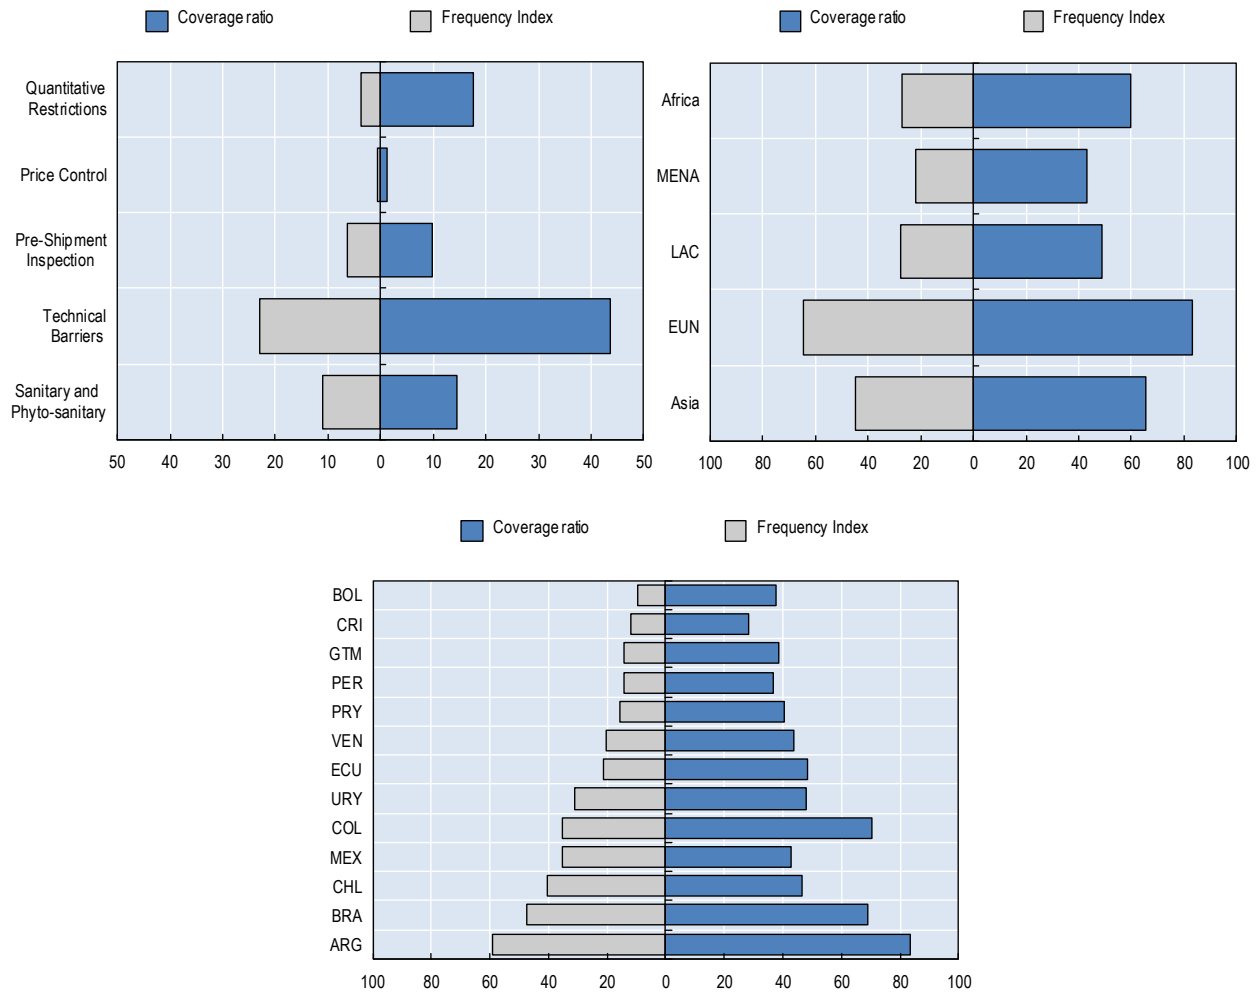 Coverage ratio
Frequency Index
Quantitative
Restrictions
Price Control
Pre-Shipment
Inspection
Technical
Barriers
Sanitary and
Phyto-sanitary
50 40 30 20 10 0 10 20 30 40 50
Coverage ratio
Frequency Index
Africa
MENA
LAC
EUN
Asia
100 80 60 40 20 0 20 40 60 80 100
Coverage ratio
Frequency Index
BOL
CRI
GTM
PER
PRY
VEN
ECU
URY
COL
MEX
CHL
BRA
ARG
100 80 60 40 20 0 20 40 60 80 100